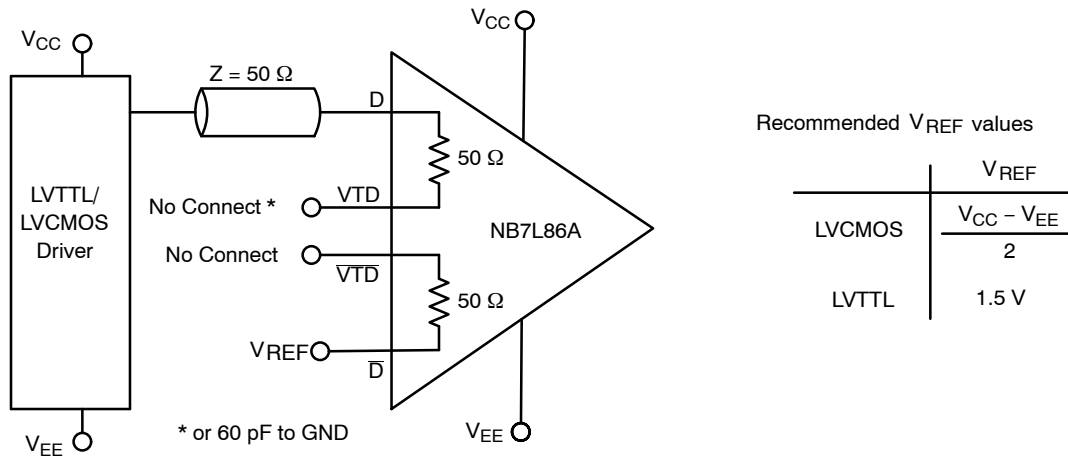 VCC
VCC
Z = 50 Ω
D
50 Ω
Recommended VREF values
VREF
LVCMOS
VCC – VEE
2
LVTTL
1.5 V
LVTTL/
LVCMOS
Driver
No Connect *
VTD
NB7L86A
No Connect
V̅T̅D̅
50 Ω
VREF
D̅
VEE
* or 60 pF to GND
VEE